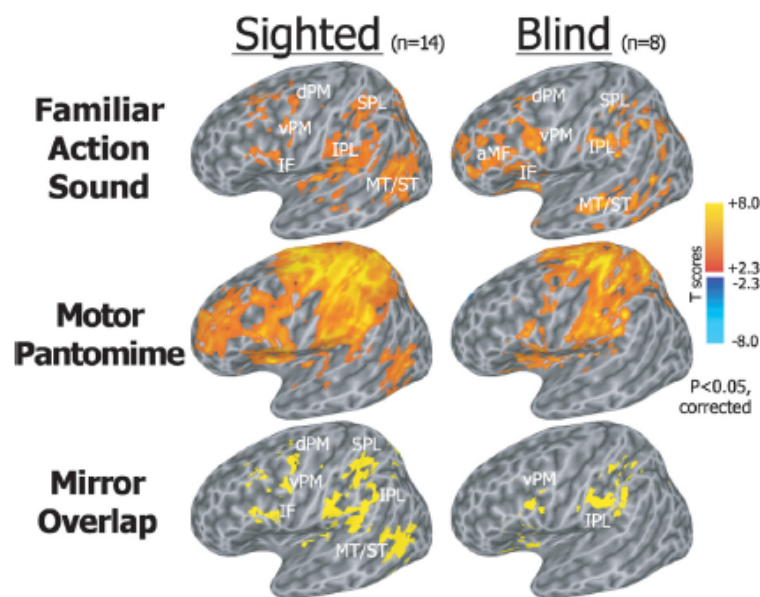 Sighted (n=14) Blind (n=8)
Familiar
Action
Sound
dPM
SPL
vPM
IPL
IF
MT/ST
dPM
SPL
vPM
aMF
IPL
IF
MT/ST
+8.0
+2.3
-2.3
-8.0
T scores
P<0.05,
corrected
Motor
Pantomime
Mirror
Overlap
dPM
SPL
vPM
IPL
IF
MT/ST
vPM
IPL